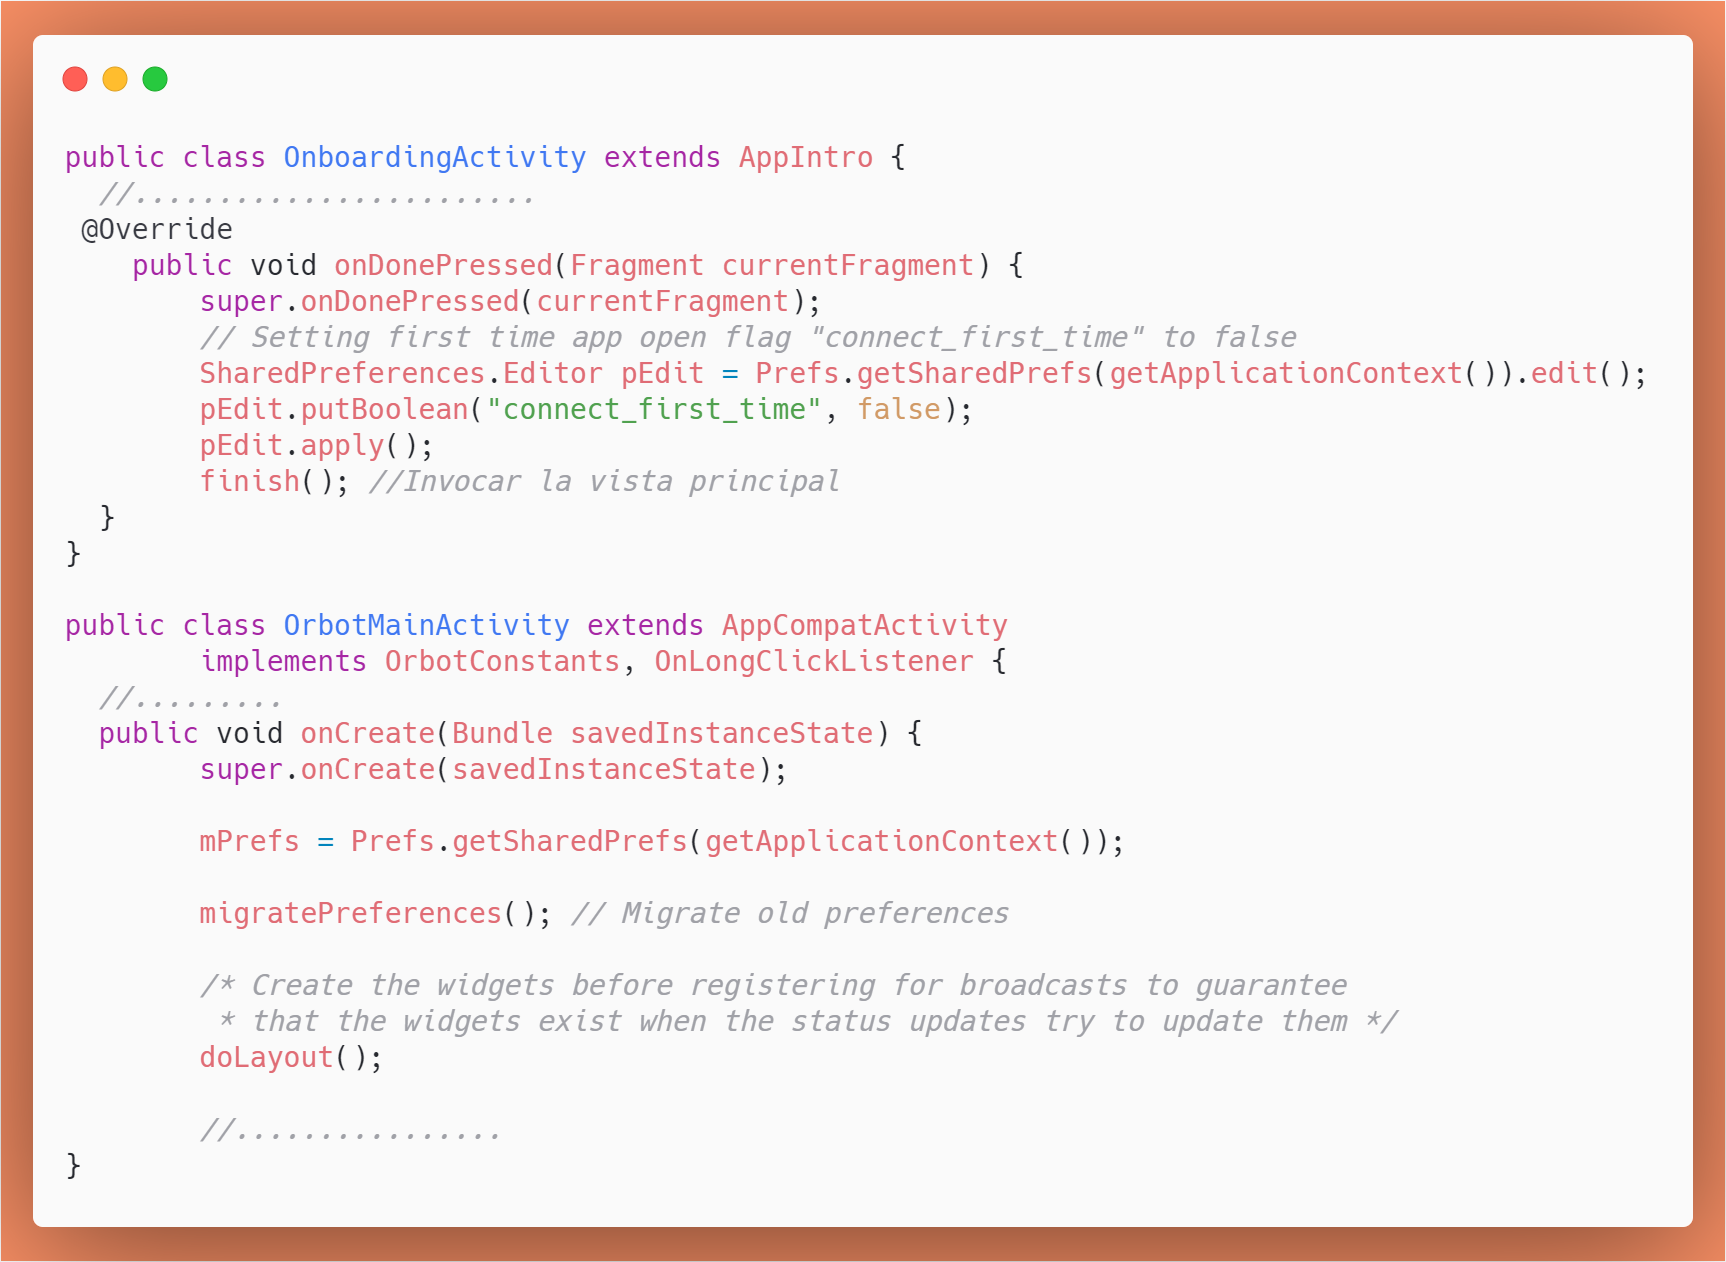 public class OnboardingActivity extends AppIntro {
//........................
@Override
public void onDonePressed(Fragment currentFragment) {
super.onDonePressed(currentFragment);
// Setting first time app open flag "connect_first_time" to false
SharedPreferences.Editor pEdit = Prefs.getSharedPrefs(getApplicationContext()).edit();
pEdit.putBoolean("connect_first_time", false);
pEdit.apply();
finish(); //Invocar la vista principal
}
}
public class OrbotMainActivity extends AppCompatActivity
implements OrbotConstants, OnLongClickListener {
//.........
public void onCreate(Bundle savedInstanceState) {
super.onCreate(savedInstanceState);
mPrefs = Prefs.getSharedPrefs(getApplicationContext());
migratePreferences(); // Migrate old preferences
/* Create the widgets before registering for broadcasts to guarantee
* that the widgets exist when the status updates try to update them */
doLayout();
//................
}